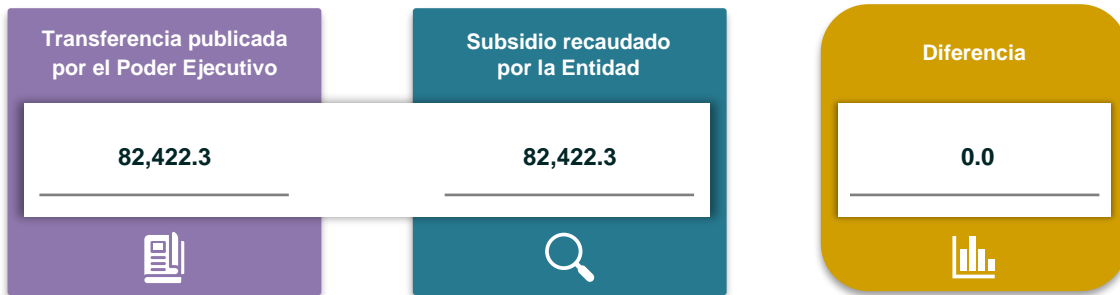 Transferencia publicada
por el Poder Ejecutivo
82,422.3
Subsidio recaudado
por la Entidad
82,422.3
Diferencia
0.0